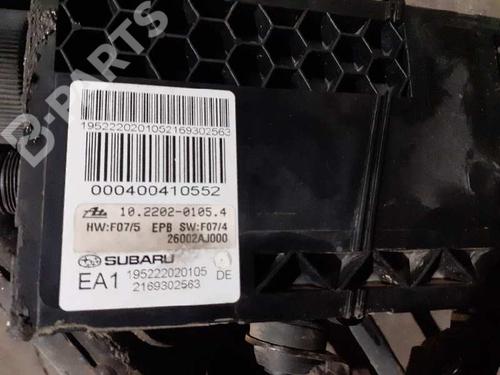 B-PARTS
1952220201052169302563
000400410552
Ate 10.2202-0105.4
HW:F07/5 EPB SW:F07/4
26002AJ000
SUBARU
EA1 195222020105 DE
2169302563